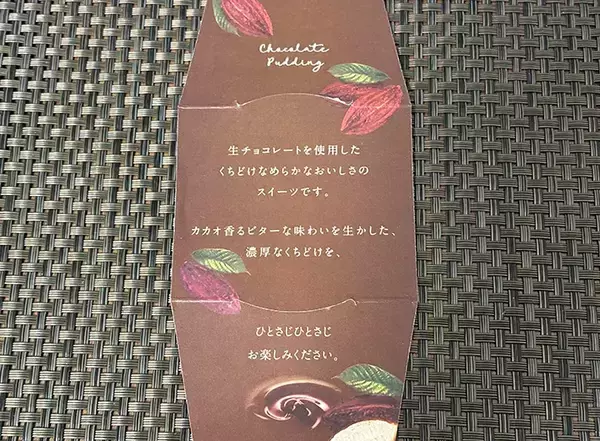 Chocolate
Pudding
生チョコレートを使用した
くちどけなめらかなおいしさの
スイーツです。
カカオ香るビターな味わいを生かした、
濃厚なくちどけを、
ひとさじひとさじ
お楽しみください。